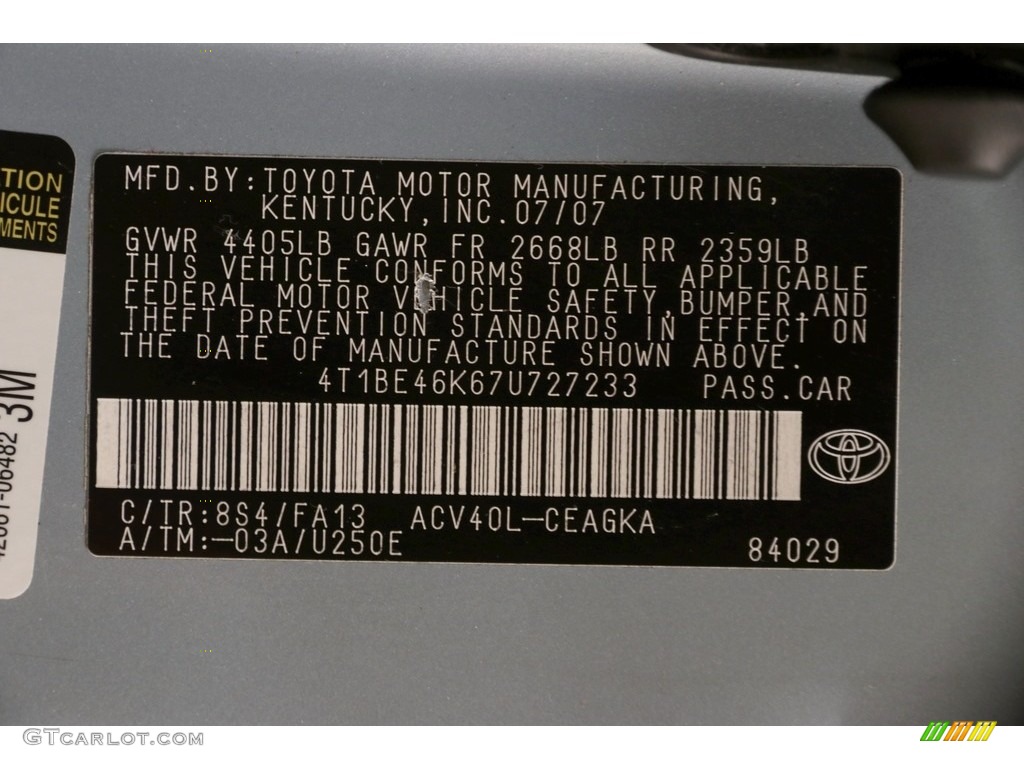 TION
ICULE
MENTS
3M
MFD.BY:TOYOTA MOTOR MANUFACTURING,
KENTUCKY,INC.07/07
GVWR 4405LB GAWR FR 2668LB RR 2359LB
THIS VEHICLE CONFORMS TO ALL APPLICABLE
FEDERAL MOTOR VEHICLE SAFETY,BUMPER,AND
THEFT PREVENTION STANDARDS IN EFFECT ON
THE DATE OF MANUFACTURE SHOWN ABOVE.
4T1BE46K67U727233 PASS.CAR
C/TR:8S4/FA13 ACV40L-CEAGKA
A/TM:-03A/U250E 84029
GTCARLOT.COM